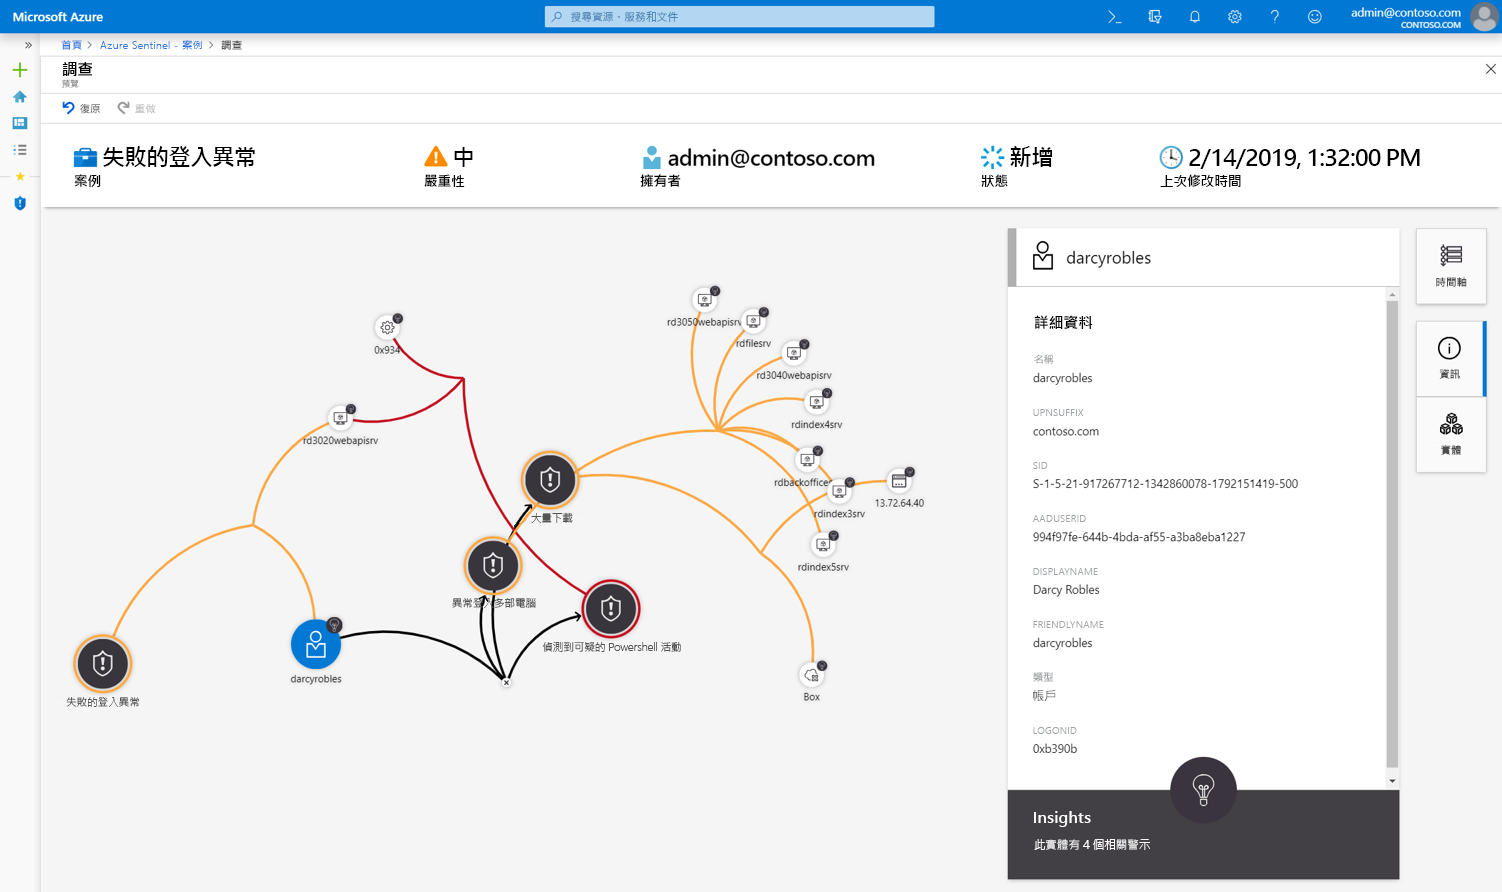 Microsoft Azure
搜尋資源、服務和文件
admin@contoso.com
CONTOSO.COM
首頁 > Azure Sentinel - 案例 > 調查
調查
預覽
復原 重做
失敗的登入異常
案例
中
嚴重性
admin@contoso.com
擁有者
新增
狀態
2/14/2019, 1:32:00 PM
上次修改時間
0x934
rd3020webapisrv
rd3050webapisrv
rdfilesrv
rd3040webapisrv
rdindex4srv
rdbackoffices
rdindex3srv
13.72.64.40
rdindex5srv
大量下載
異常登入多部電腦
偵測到可疑的 Powershell 活動
darcyrobles
失敗的登入異常
Box
darcyrobles
詳細資料
名稱
darcyrobles
UPNSUFFIX
contoso.com
SID
S-1-5-21-917267712-1342860078-1792151419-500
AADUSERID
994f97fe-644b-4bda-af55-a3ba8eba1227
DISPLAYNAME
Darcy Robles
FRIENDLYNAME
darcyrobles
類型
帳戶
LOGONID
0xb390b
Insights
此實體有 4 個相關警示
時間軸
資訊
實體